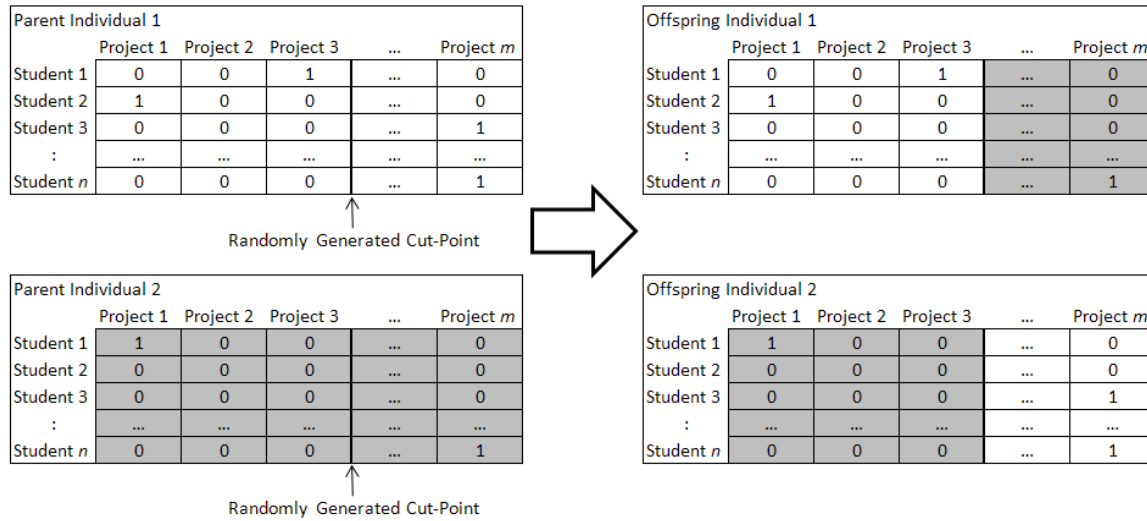 Parent Individual 1
Project 1 Project 2 Project 3 ... Project m
Student 1 0 0 1 ... 0
Student 2 1 0 0 ... 0
Student 3 0 0 0 ... 1
: ... ... ... ... ...
Student n 0 0 0 ... 1
Randomly Generated Cut-Point
Parent Individual 2
Project 1 Project 2 Project 3 ... Project m
Student 1 1 0 0 ... 0
Student 2 0 0 0 ... 0
Student 3 0 0 0 ... 0
: ... ... ... ... ...
Student n 0 0 0 ... 1
Randomly Generated Cut-Point
Offspring Individual 1
Project 1 Project 2 Project 3 ... Project m
Student 1 0 0 1 ... 0
Student 2 1 0 0 ... 0
Student 3 0 0 0 ... 0
: ... ... ... ... ...
Student n 0 0 0 ... 1
Offspring Individual 2
Project 1 Project 2 Project 3 ... Project m
Student 1 1 0 0 ... 0
Student 2 0 0 0 ... 0
Student 3 0 0 0 ... 1
: ... ... ... ... ...
Student n 0 0 0 ... 1